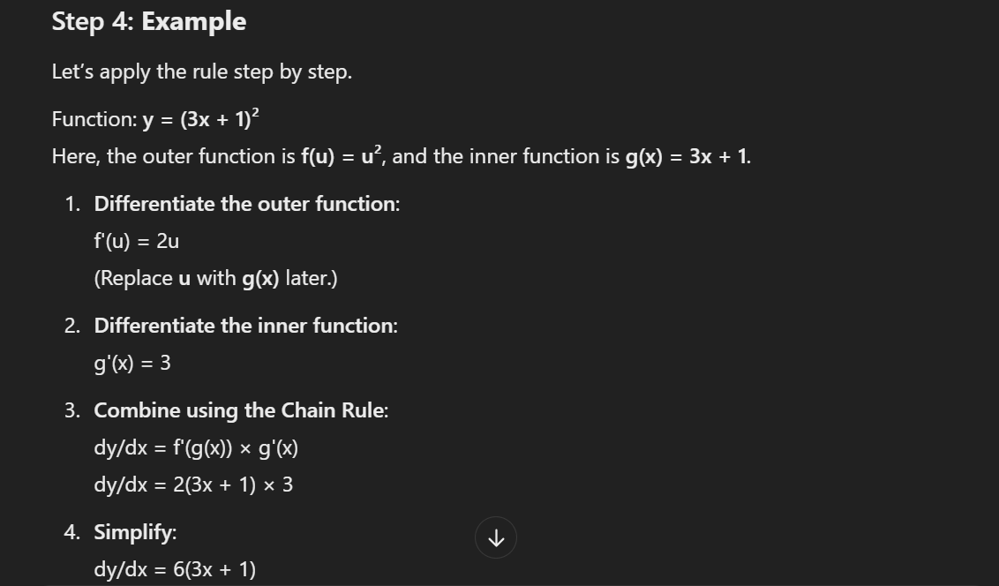 Step 4: Example
Let’s apply the rule step by step.
Function: y = (3x + 1)²
Here, the outer function is f(u) = u², and the inner function is g(x) = 3x + 1.
1. Differentiate the outer function:
f'(u) = 2u
(Replace u with g(x) later.)
2. Differentiate the inner function:
g'(x) = 3
3. Combine using the Chain Rule:
dy/dx = f'(g(x)) × g'(x)
dy/dx = 2(3x + 1) × 3
4. Simplify:
dy/dx = 6(3x + 1)